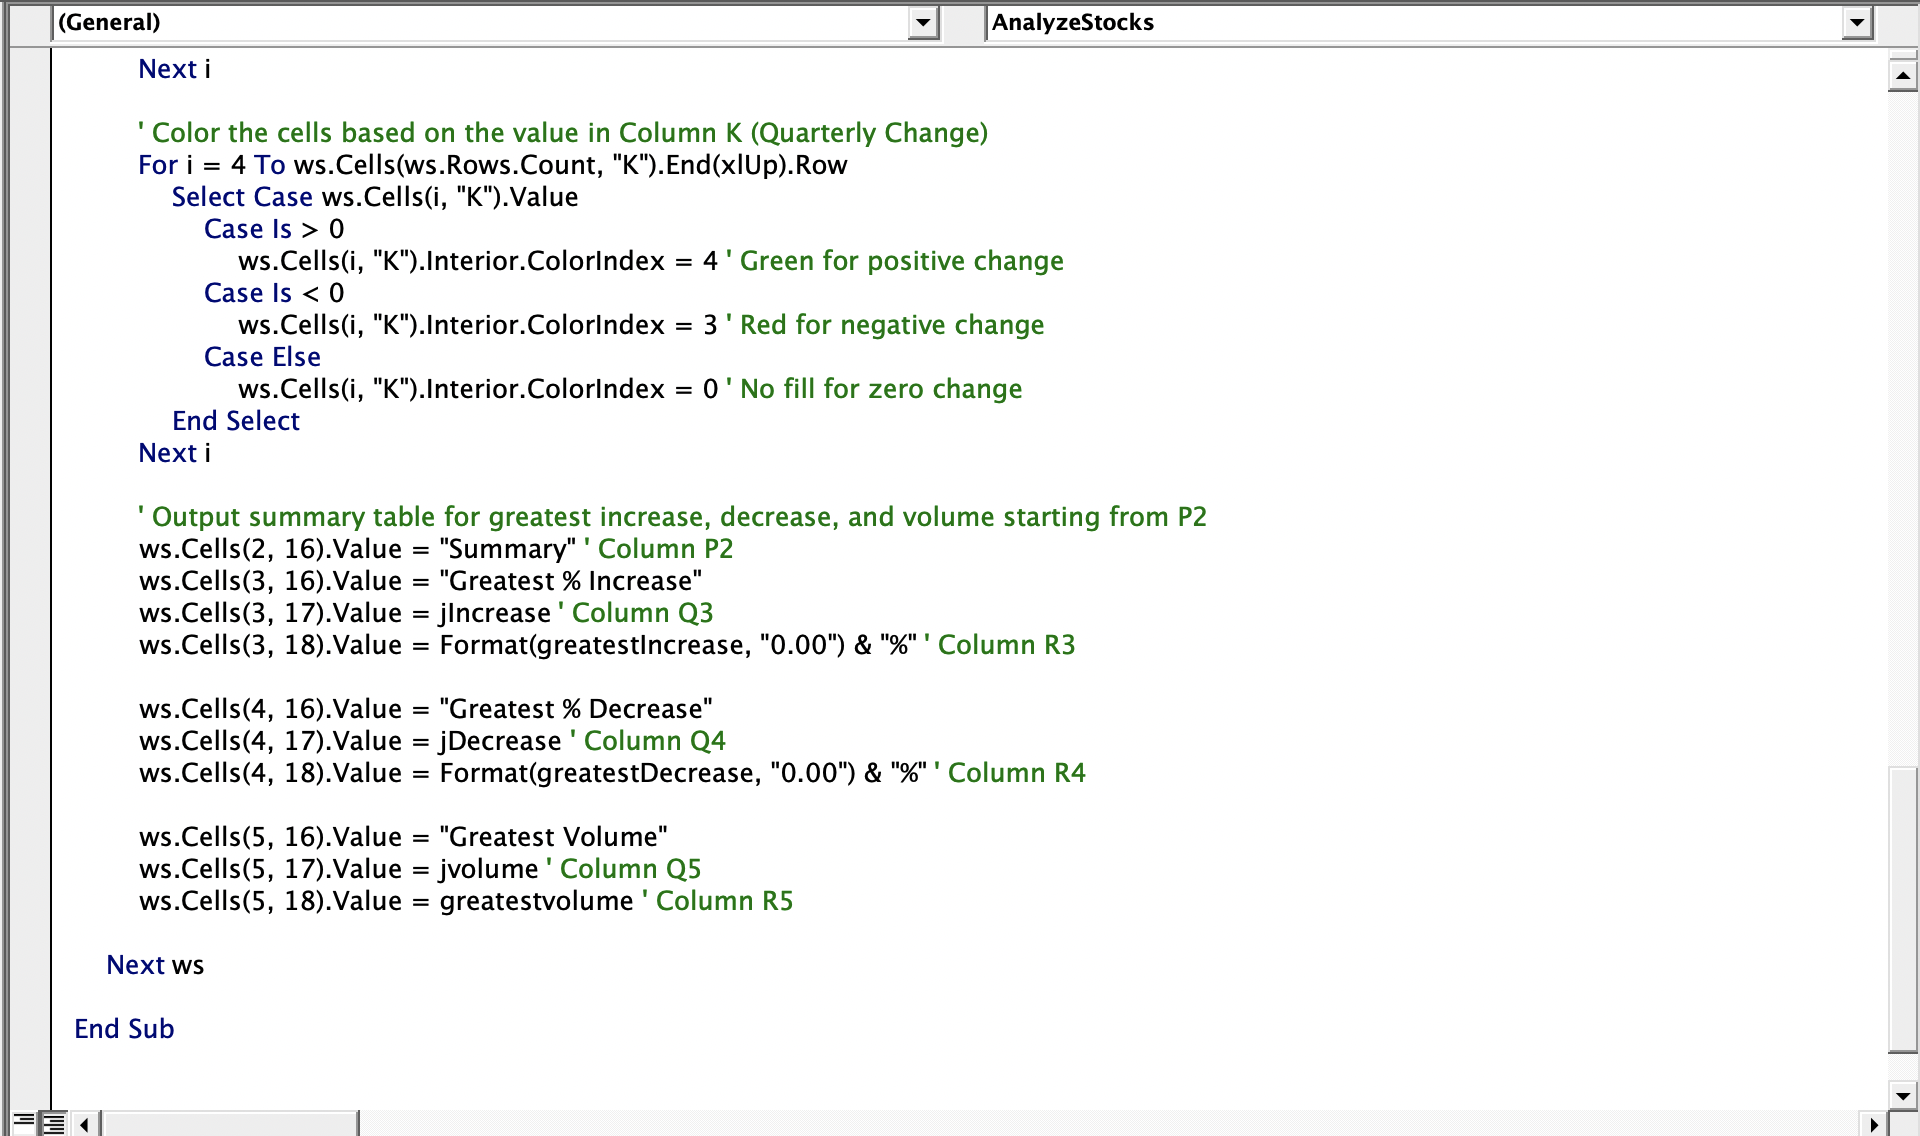 (General)
AnalyzeStocks
Next i
' Color the cells based on the value in Column K (Quarterly Change)
For i = 4 To ws.Cells(ws.Rows.Count, "K").End(xlUp).Row
Select Case ws.Cells(i, "K").Value
Case Is > 0
ws.Cells(i, "K").Interior.ColorIndex = 4 ' Green for positive change
Case Is < 0
ws.Cells(i, "K").Interior.ColorIndex = 3 ' Red for negative change
Case Else
ws.Cells(i, "K").Interior.ColorIndex = 0 ' No fill for zero change
End Select
Next i
' Output summary table for greatest increase, decrease, and volume starting from P2
ws.Cells(2, 16).Value = "Summary" ' Column P2
ws.Cells(3, 16).Value = "Greatest % Increase"
ws.Cells(3, 17).Value = jIncrease ' Column Q3
ws.Cells(3, 18).Value = Format(greatestIncrease, "0.00") & "%" ' Column R3
ws.Cells(4, 16).Value = "Greatest % Decrease"
ws.Cells(4, 17).Value = jDecrease ' Column Q4
ws.Cells(4, 18).Value = Format(greatestDecrease, "0.00") & "%" ' Column R4
ws.Cells(5, 16).Value = "Greatest Volume"
ws.Cells(5, 17).Value = jvolume ' Column Q5
ws.Cells(5, 18).Value = greatestvolume ' Column R5
Next ws
End Sub